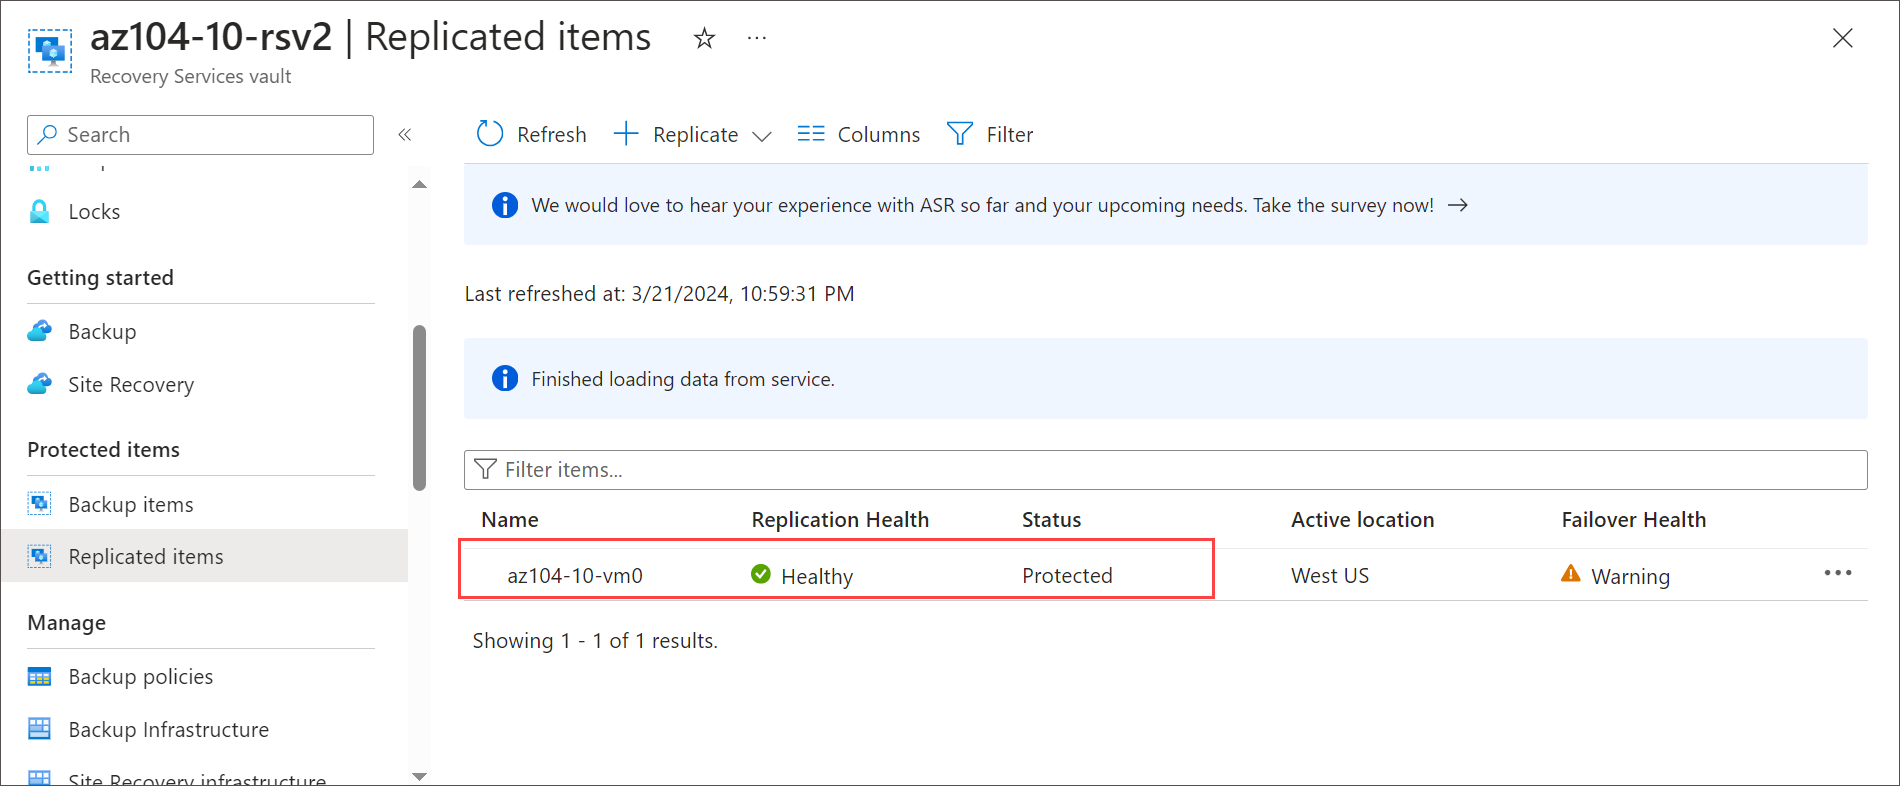 az104-10-rsv2 | Replicated items
Recovery Services vault
Search
Refresh
Replicate
Columns
Filter
Locks
Getting started
Backup
Site Recovery
Protected items
Backup items
Replicated items
Manage
Backup policies
Backup Infrastructure
Site Recovery infrastructure
We would love to hear your experience with ASR so far and your upcoming needs. Take the survey now! →
Last refreshed at: 3/21/2024, 10:59:31 PM
Finished loading data from service.
Filter items...
Name Replication Health Status Active location Failover Health
az104-10-vm0 Healthy Protected West US Warning
Showing 1 - 1 of 1 results.